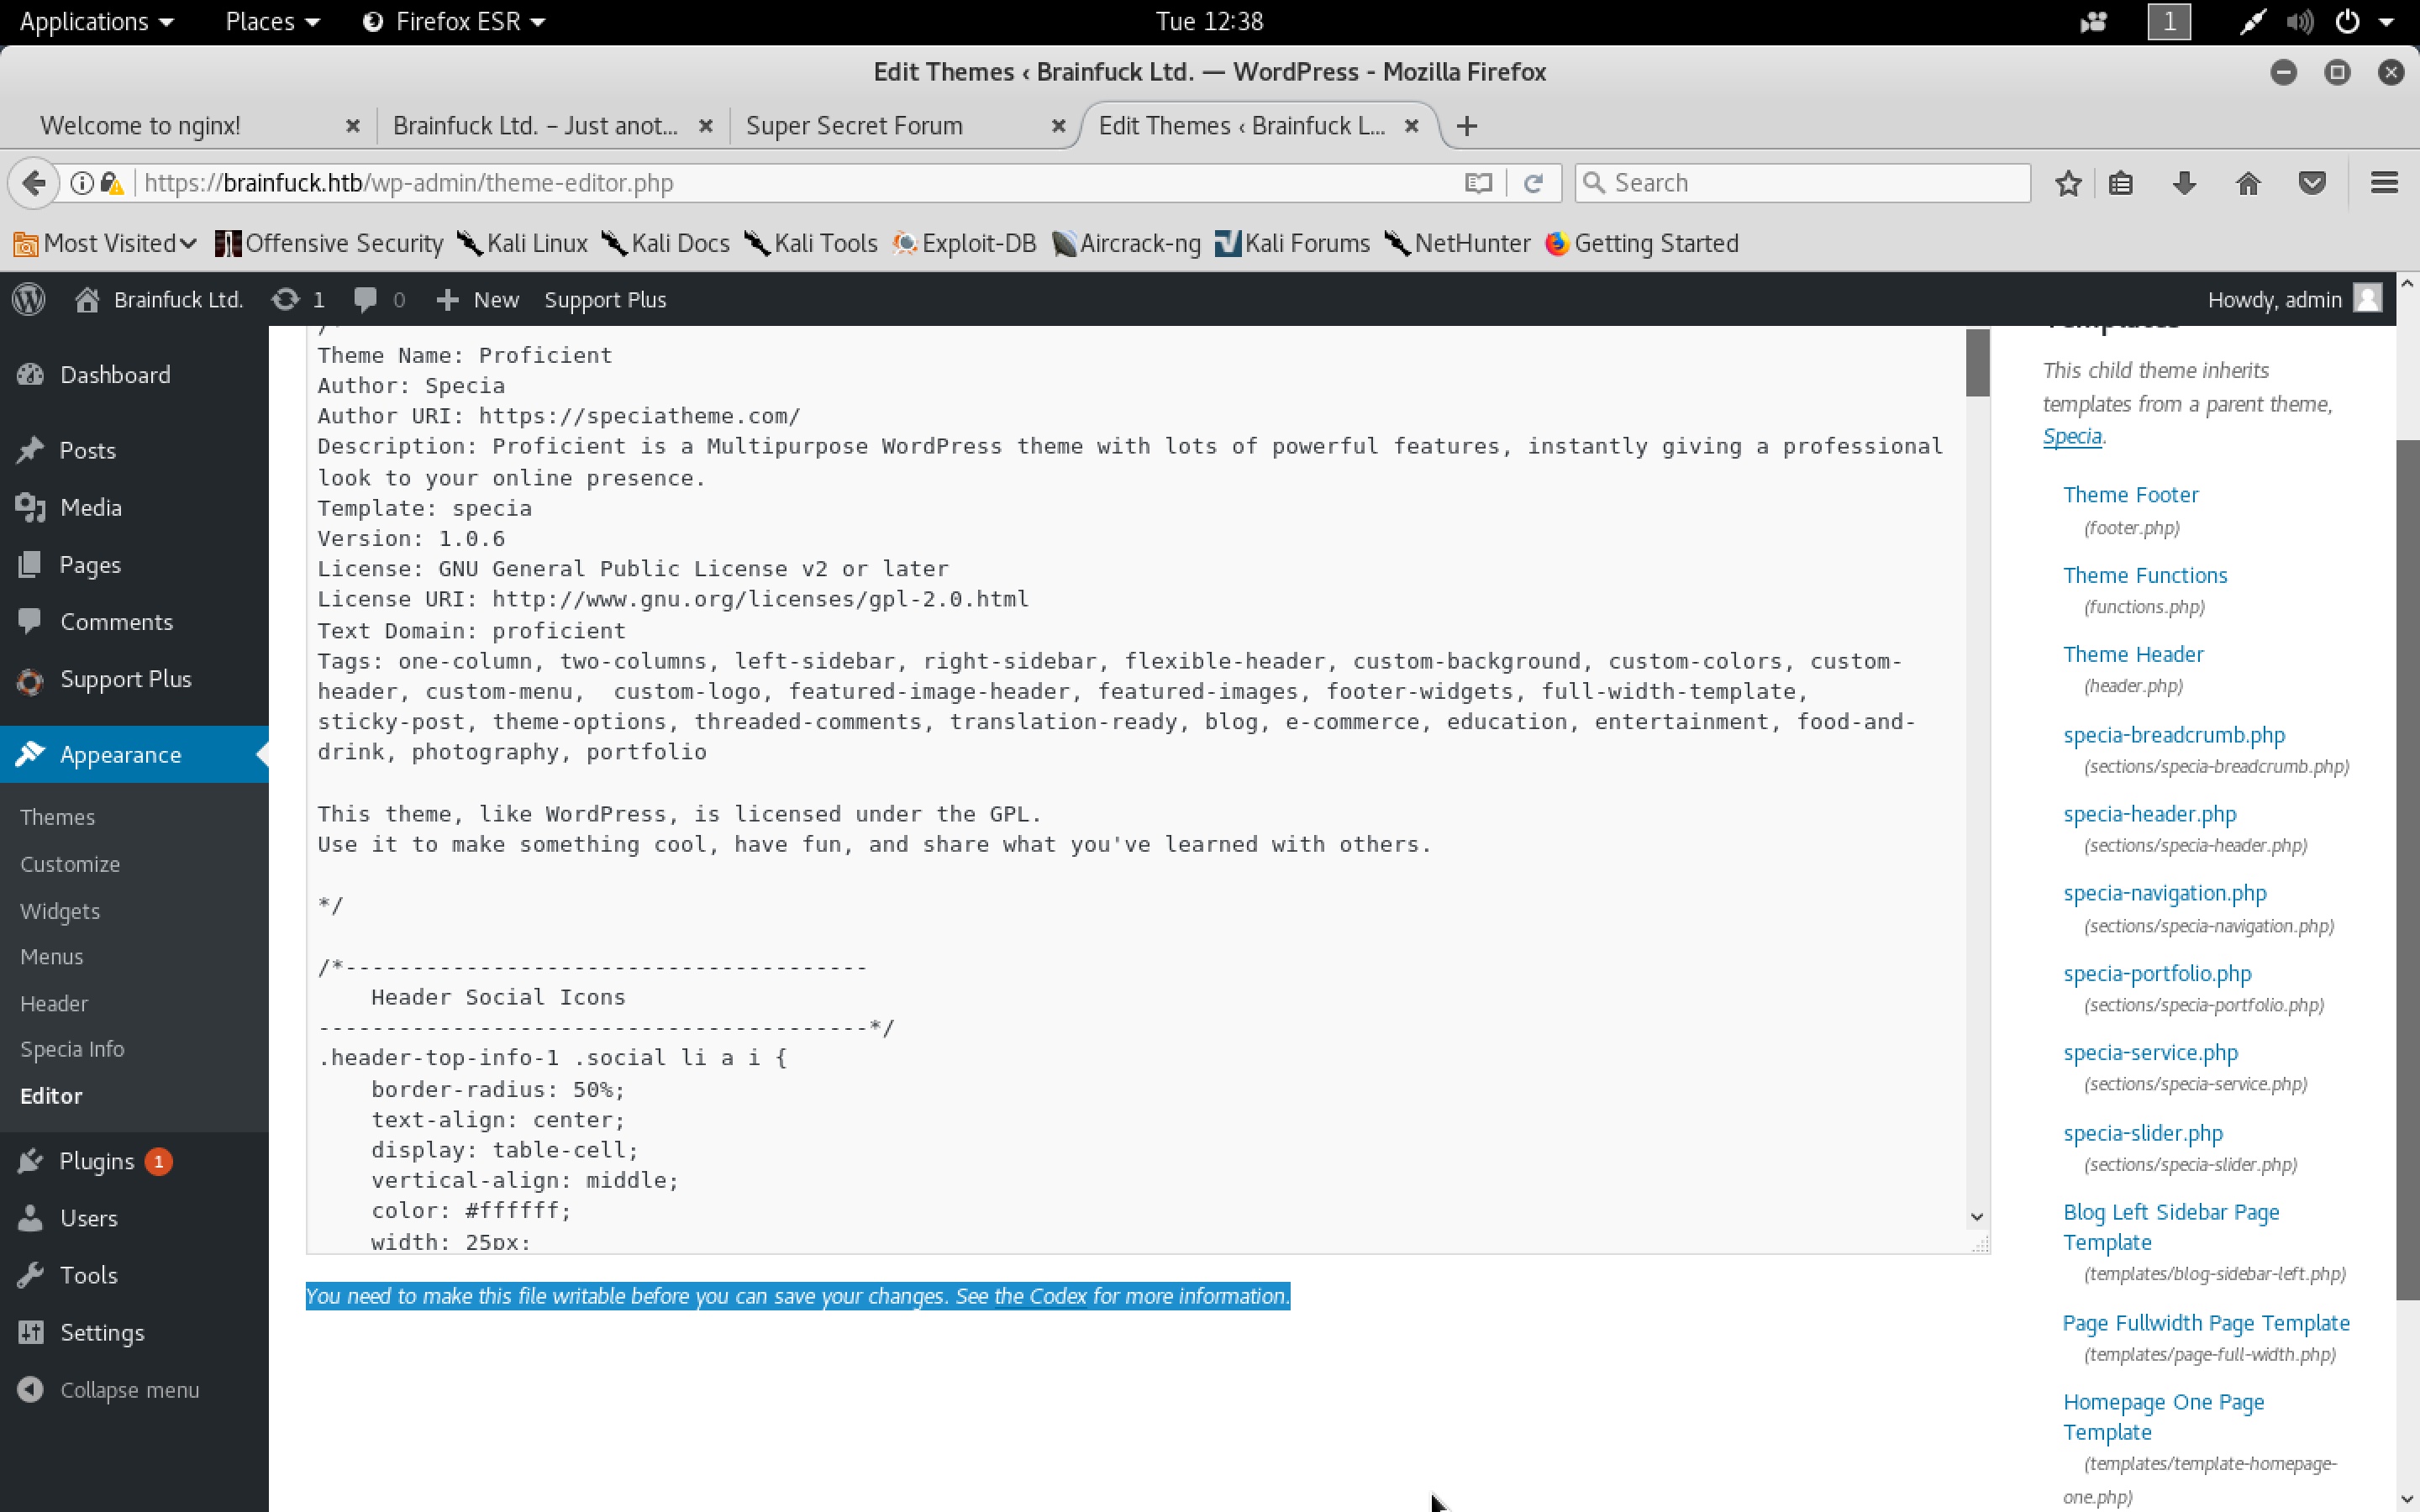 Applications Places Firefox ESR Tue 12:38 1
Edit Themes ‹ Brainfuck Ltd. — WordPress - Mozilla Firefox
Welcome to nginx! Brainfuck Ltd. – Just anot... Super Secret Forum Edit Themes ‹ Brainfuck L...
https://brainfuck.htb/wp-admin/theme-editor.php Search
Most Visited Offensive Security Kali Linux Kali Docs Kali Tools Exploit-DB Aircrack-ng Kali Forums NetHunter Getting Started
Brainfuck Ltd. 1 0 New Support Plus Howdy, admin
Dashboard
Posts
Media
Pages
Comments
Support Plus
Appearance
Themes
Customize
Widgets
Menus
Header
Specia Info
Editor
Plugins 1
Users
Tools
Settings
Collapse menu
Theme Name: Proficient
Author: Specia
Author URI: https://speciatheme.com/
Description: Proficient is a Multipurpose WordPress theme with lots of powerful features, instantly giving a professional
look to your online presence.
Template: specia
Version: 1.0.6
License: GNU General Public License v2 or later
License URI: http://www.gnu.org/licenses/gpl-2.0.html
Text Domain: proficient
Tags: one-column, two-columns, left-sidebar, right-sidebar, flexible-header, custom-background, custom-colors, custom-
header, custom-menu,  custom-logo, featured-image-header, featured-images, footer-widgets, full-width-template,
sticky-post, theme-options, threaded-comments, translation-ready, blog, e-commerce, education, entertainment, food-and-
drink, photography, portfolio
This theme, like WordPress, is licensed under the GPL.
Use it to make something cool, have fun, and share what you've learned with others.
*/
/*---------------------------------------
Header Social Icons
-----------------------------------------*/
.header-top-info-1 .social li a i {
border-radius: 50%;
text-align: center;
display: table-cell;
vertical-align: middle;
color: #ffffff;
width: 25px;
You need to make this file writable before you can save your changes. See the Codex for more information.
Templates
This child theme inherits
templates from a parent theme,
Specia.
Theme Footer
(footer.php)
Theme Functions
(functions.php)
Theme Header
(header.php)
specia-breadcrumb.php
(sections/specia-breadcrumb.php)
specia-header.php
(sections/specia-header.php)
specia-navigation.php
(sections/specia-navigation.php)
specia-portfolio.php
(sections/specia-portfolio.php)
specia-service.php
(sections/specia-service.php)
specia-slider.php
(sections/specia-slider.php)
Blog Left Sidebar Page
Template
(templates/blog-sidebar-left.php)
Page Fullwidth Page Template
(templates/page-full-width.php)
Homepage One Page
Template
(templates/template-homepage-
one.php)